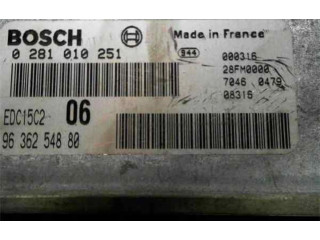 BOSCH
Made in France
0 281 010 251
944
000316
28FM0000
7046 0479
08316
EDC15C2- 06
96 362 548 80